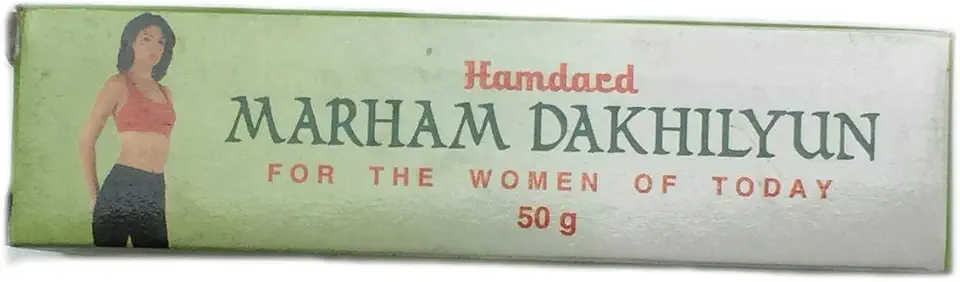 Hamdard
MARHAM DAKHILYUN
FOR THE WOMEN OF TODAY
50 g